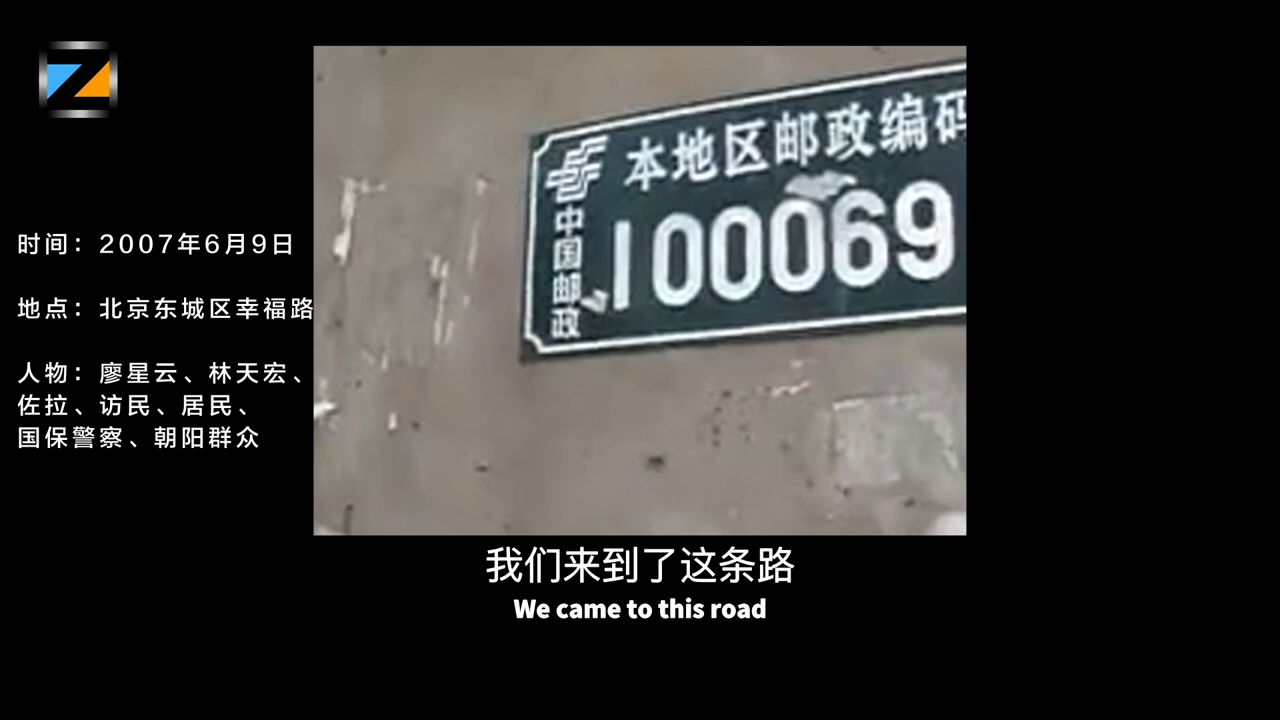 时间：2007年6月9日
地点：北京东城区幸福路
人物：廖星云、林天宏、
佐拉、访民、居民、
国保警察、朝阳群众
本地区邮政编码
100069
中国邮政
我们来到了这条路
We came to this road